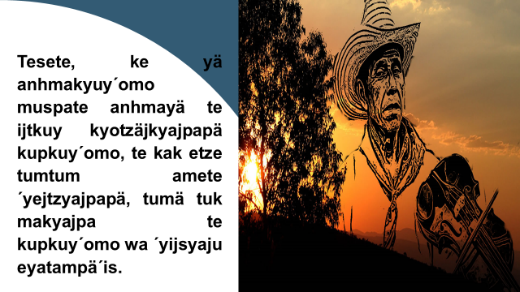 Tesete, ke yä
anhmakyuy´omo
muspate anhmayä te
ijtkuy kyotzäjkyajpapä
kupkuy´omo, te kak etze
tumtum amete
´yejtzyajpapä, tumä tuk
makyajpa te
kupkuy´omo wa ´yijsyaju
eyatampä´is.